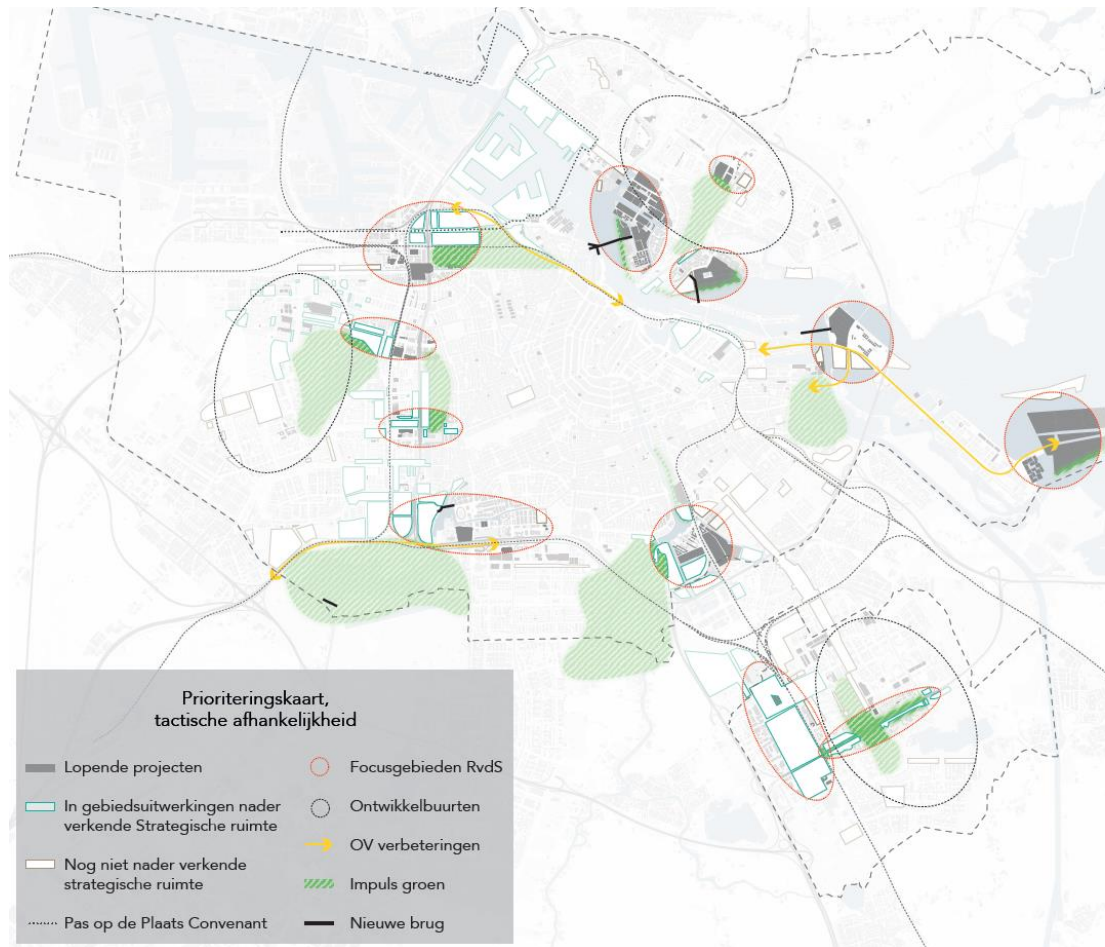 Prioriteringskaart,
tactische afhankelijkheid
Lopende projecten
In gebiedsuitwerkingen nader
verkende Strategische ruimte
Nog niet nader verkende
strategische ruimte
Pas op de Plaats Convenant
Focusgebieden RvdS
Ontwikkelbuurten
OV verbeteringen
Impuls groen
Nieuwe brug